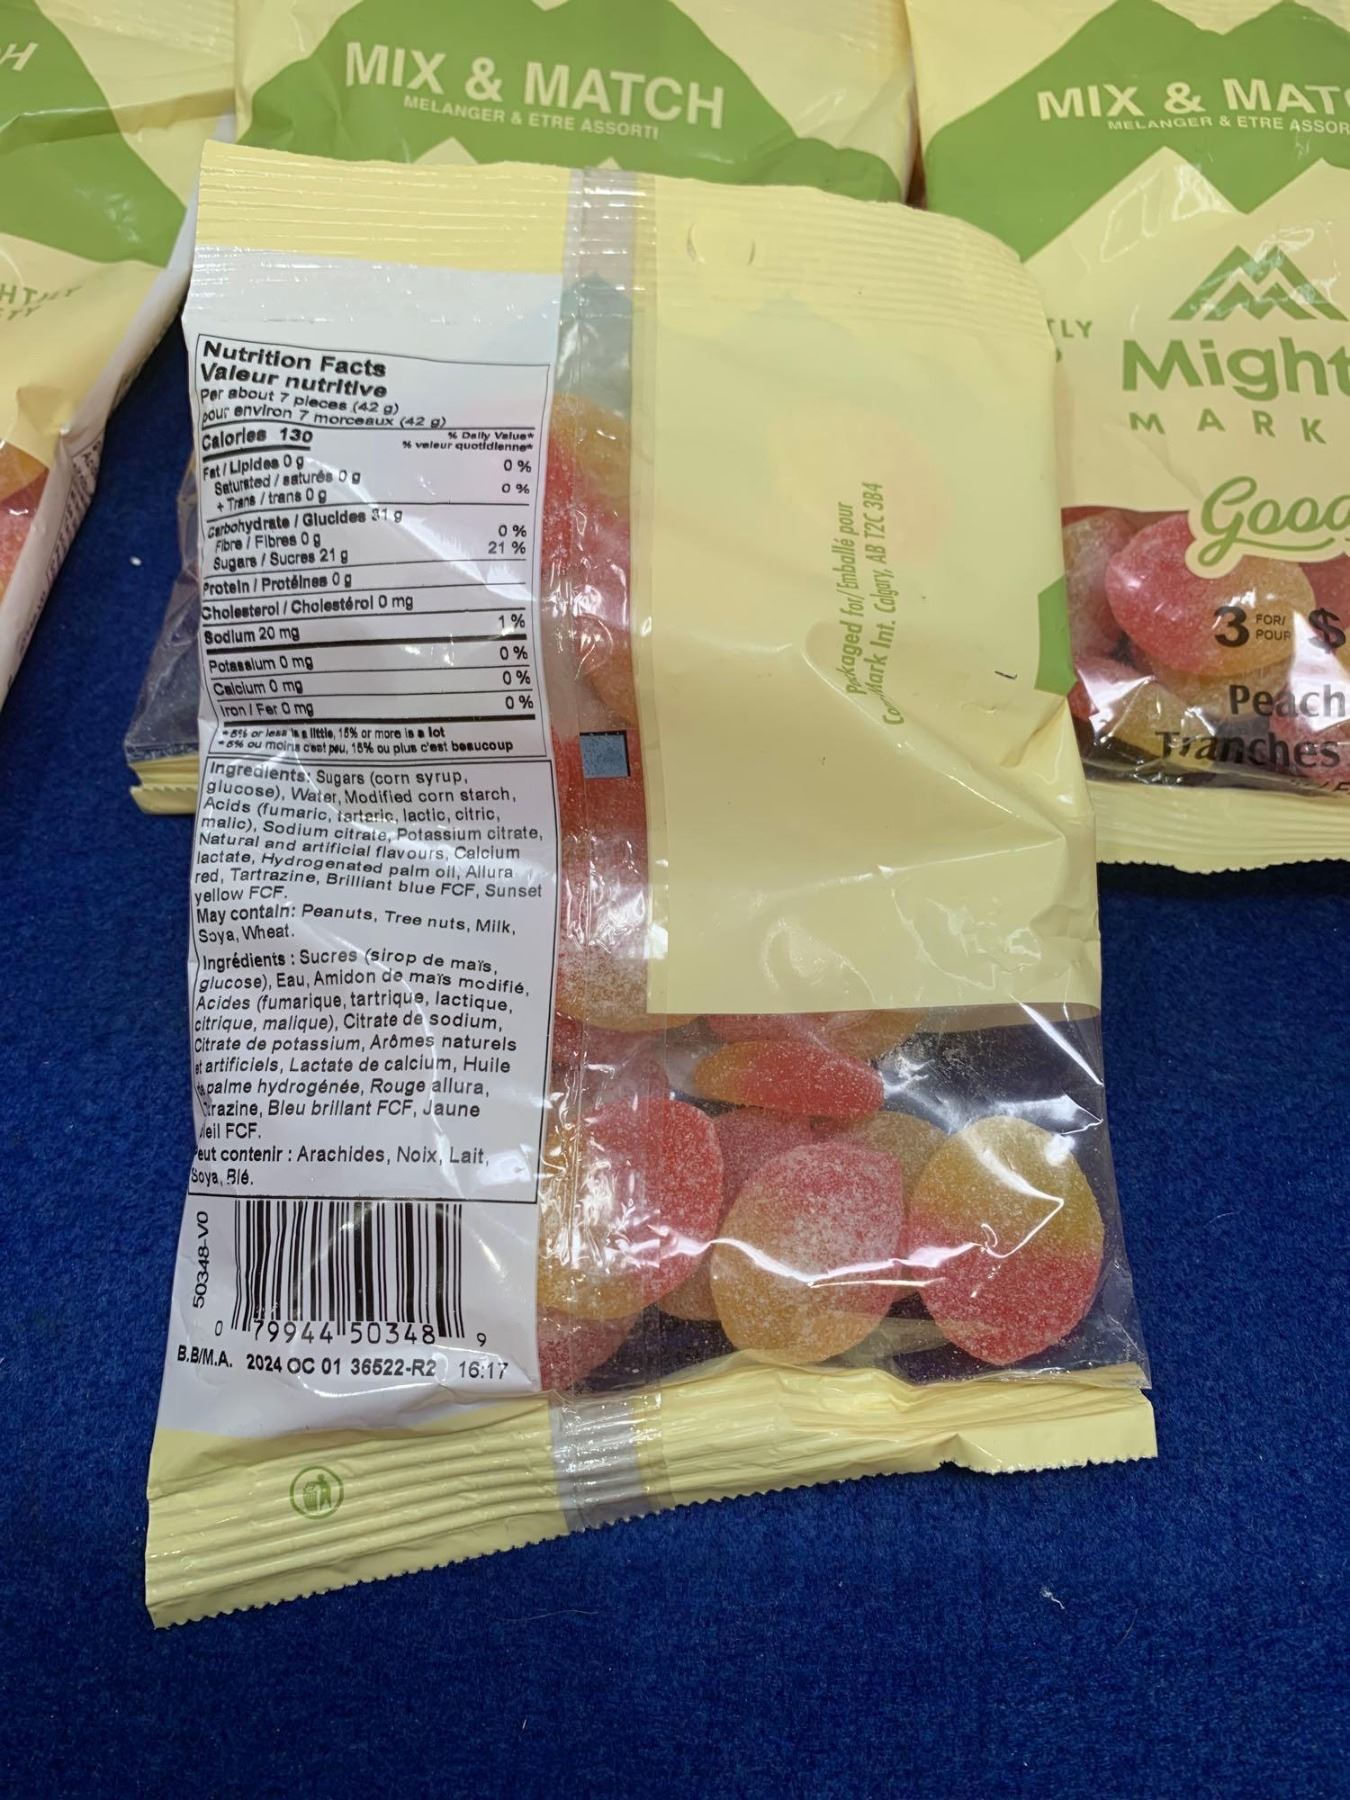 MIX & MATCH
MELANGER & ETRE ASSORTI
MIX & MAT
MELANGER & ETRE ASSOR
Might
MARK
Good
3 FOR/ POUR $
Peach
Tranches
Nutrition Facts
Valeur nutritive
Per about 7 pieces (42 g)
pour environ 7 morceaux (42 g)
Calories 130
% Daily Value*
% valeur quotidienne*
Fat / Lipides 0 g 0 %
Saturated / saturés 0 g
+ Trans / trans 0 g 0 %
Carbohydrate / Glucides 31 g
Fibre / Fibres 0 g 0 %
Sugars / Sucres 21 g 21 %
Protein / Protéines 0 g
Cholesterol / Cholestérol 0 mg
Sodium 20 mg 1 %
Potassium 0 mg 0 %
Calcium 0 mg 0 %
Iron / Fer 0 mg 0 %
*5% or less is a little, 15% or more is a lot
*5% ou moins c'est peu, 15% ou plus c'est beaucoup
Ingredients: Sugars (corn syrup,
glucose), Water, Modified corn starch,
Acids (fumaric, tartaric, lactic, citric,
malic), Sodium citrate, Potassium citrate,
Natural and artificial flavours, Calcium
lactate, Hydrogenated palm oil, Allura
red, Tartrazine, Brilliant blue FCF, Sunset
yellow FCF.
May contain: Peanuts, Tree nuts, Milk,
Soya, Wheat.
Ingrédients : Sucres (sirop de maïs,
glucose), Eau, Amidon de maïs modifié,
Acides (fumarique, tartrique, lactique,
citrique, malique), Citrate de sodium,
Citrate de potassium, Arômes naturels
et artificiels, Lactate de calcium, Huile
de palme hydrogénée, Rouge allura,
trazine, Bleu brillant FCF, Jaune
leil FCF.
Peut contenir : Arachides, Noix, Lait,
Soya, Blé.
50348-V0
0 79944 50348 9
B.B/M.A. 2024 OC 01 36522-R2 16:17
Packaged for/Emballé pour
Mark Int. Calgary, AB T2C 3B4